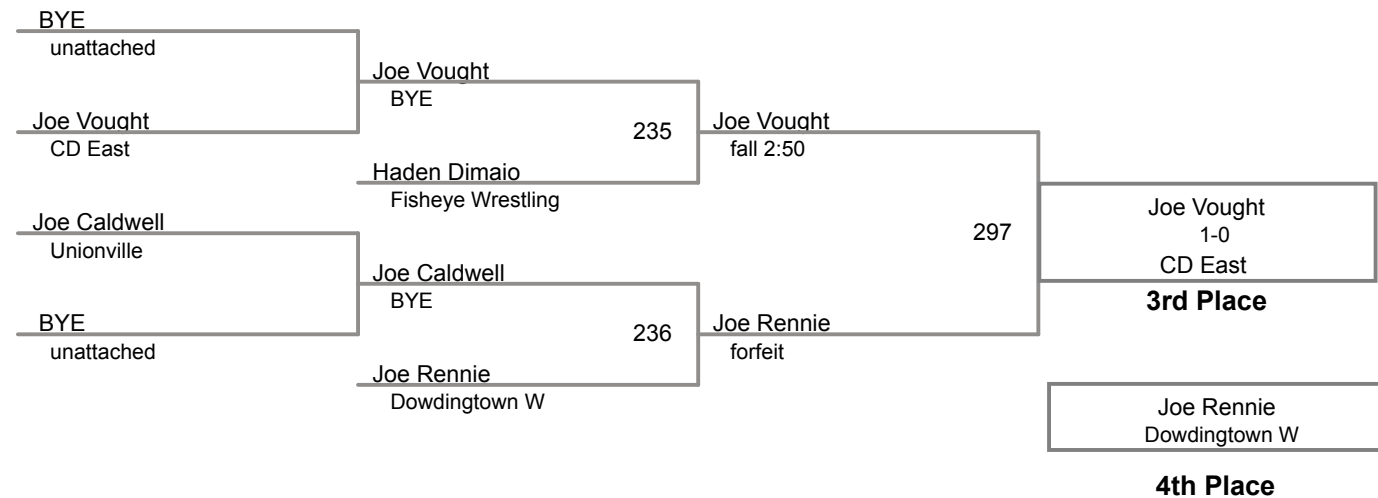 BYE
unattached
Joe Vought
BYE
Joe Vought
CD East
235
Joe Vought
fall 2:50
Haden Dimaio
Fisheye Wrestling
Joe Caldwell
Unionville
297
Joe Vought
1-0
CD East
3rd Place
Joe Caldwell
BYE
BYE
unattached
236
Joe Rennie
forfeit
Joe Rennie
Dowdingtown W
Joe Rennie
Dowdingtown W
4th Place